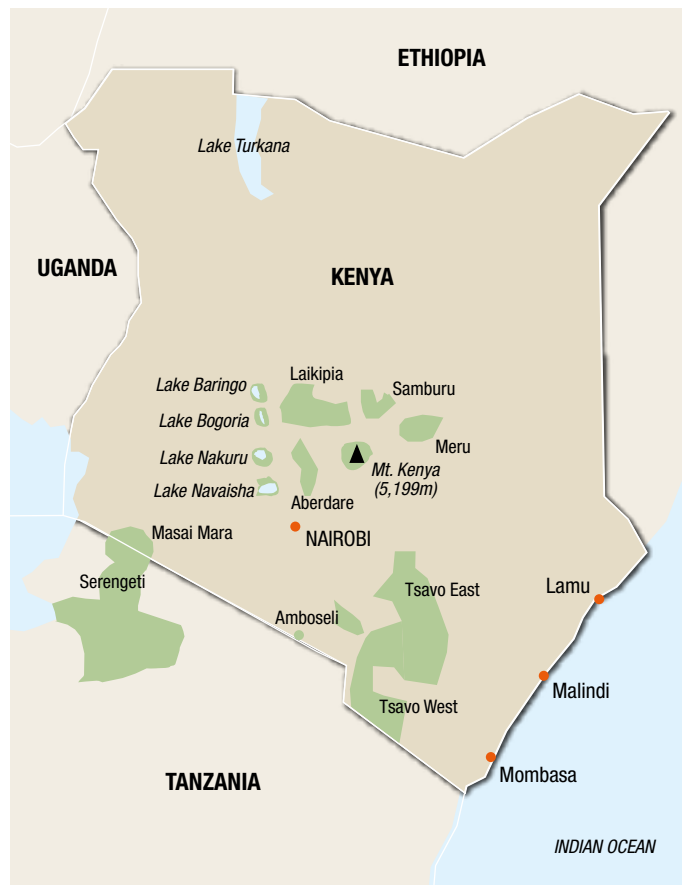 ETHIOPIA
Lake Turkana
UGANDA
KENYA
Laikipia
Lake Baringo
Samburu
Lake Bogoria
Meru
Lake Nakuru
Mt. Kenya
(5,199m)
Lake Navaisha
Aberdare
Masai Mara
NAIROBI
Serengeti
Tsavo East
Lamu
Amboseli
Malindi
Tsavo West
TANZANIA
Mombasa
INDIAN OCEAN